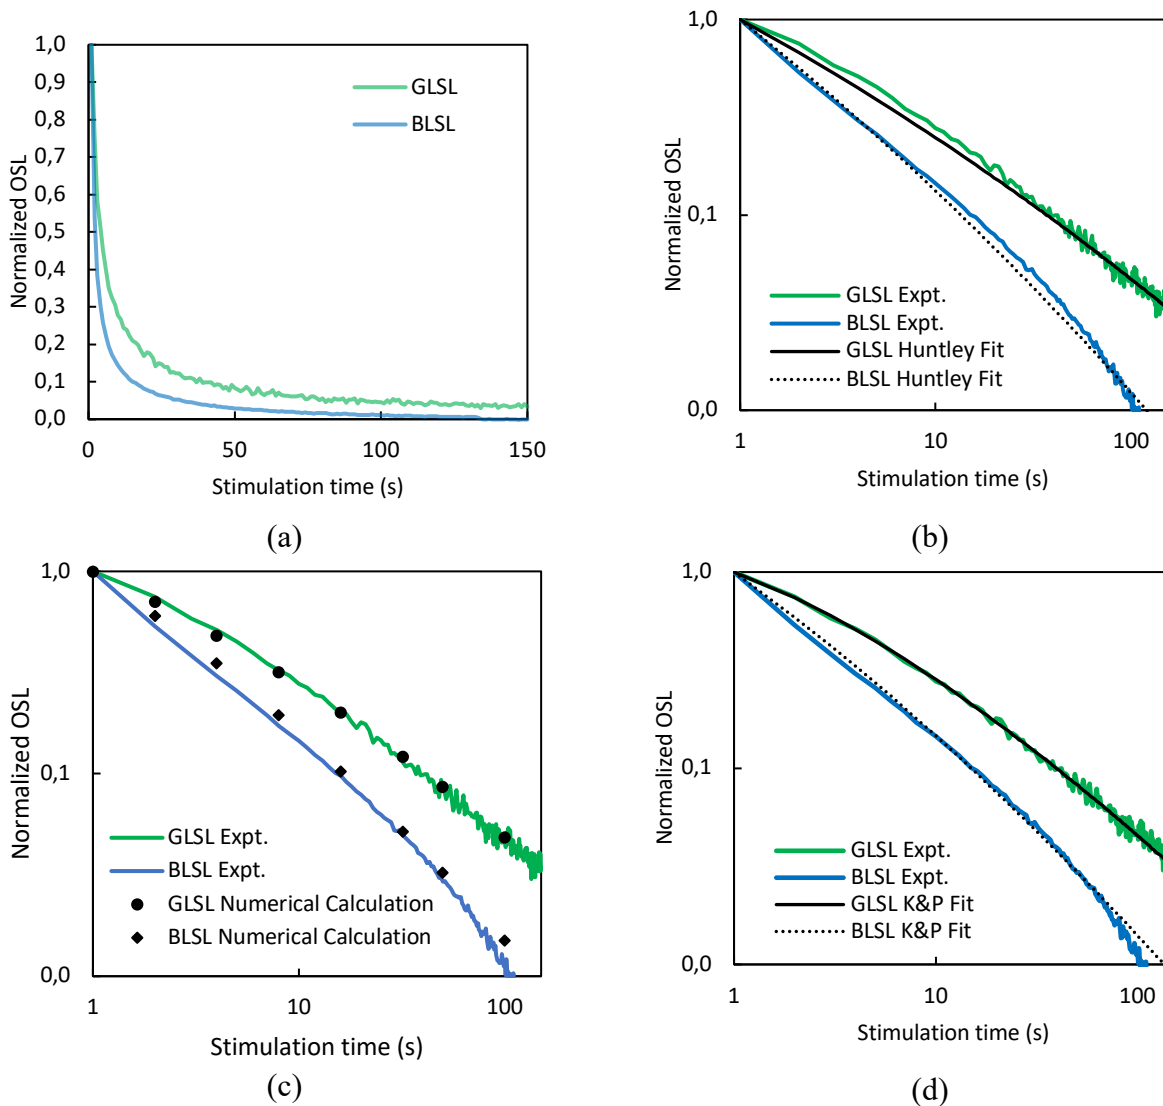 1,0
0,9
0,8
0,7
0,6
0,5
0,4
0,3
0,2
0,1
0,0
Normalized OSL
GLSL
BLSL
0
50
100
150
Stimulation time (s)
(a)
1,0
0,1
0,0
Normalized OSL
GLSL Expt.
BLSL Expt.
GLSL Huntley Fit
BLSL Huntley Fit
1
10
100
Stimulation time (s)
(b)
1,0
0,1
0,0
Normalized OSL
GLSL Expt.
BLSL Expt.
GLSL Numerical Calculation
BLSL Numerical Calculation
1
10
100
Stimulation time (s)
(c)
1,0
0,1
0,0
Normalized OSL
GLSL Expt.
BLSL Expt.
GLSL K&P Fit
BLSL K&P Fit
1
10
100
Stimulation time (s)
(d)